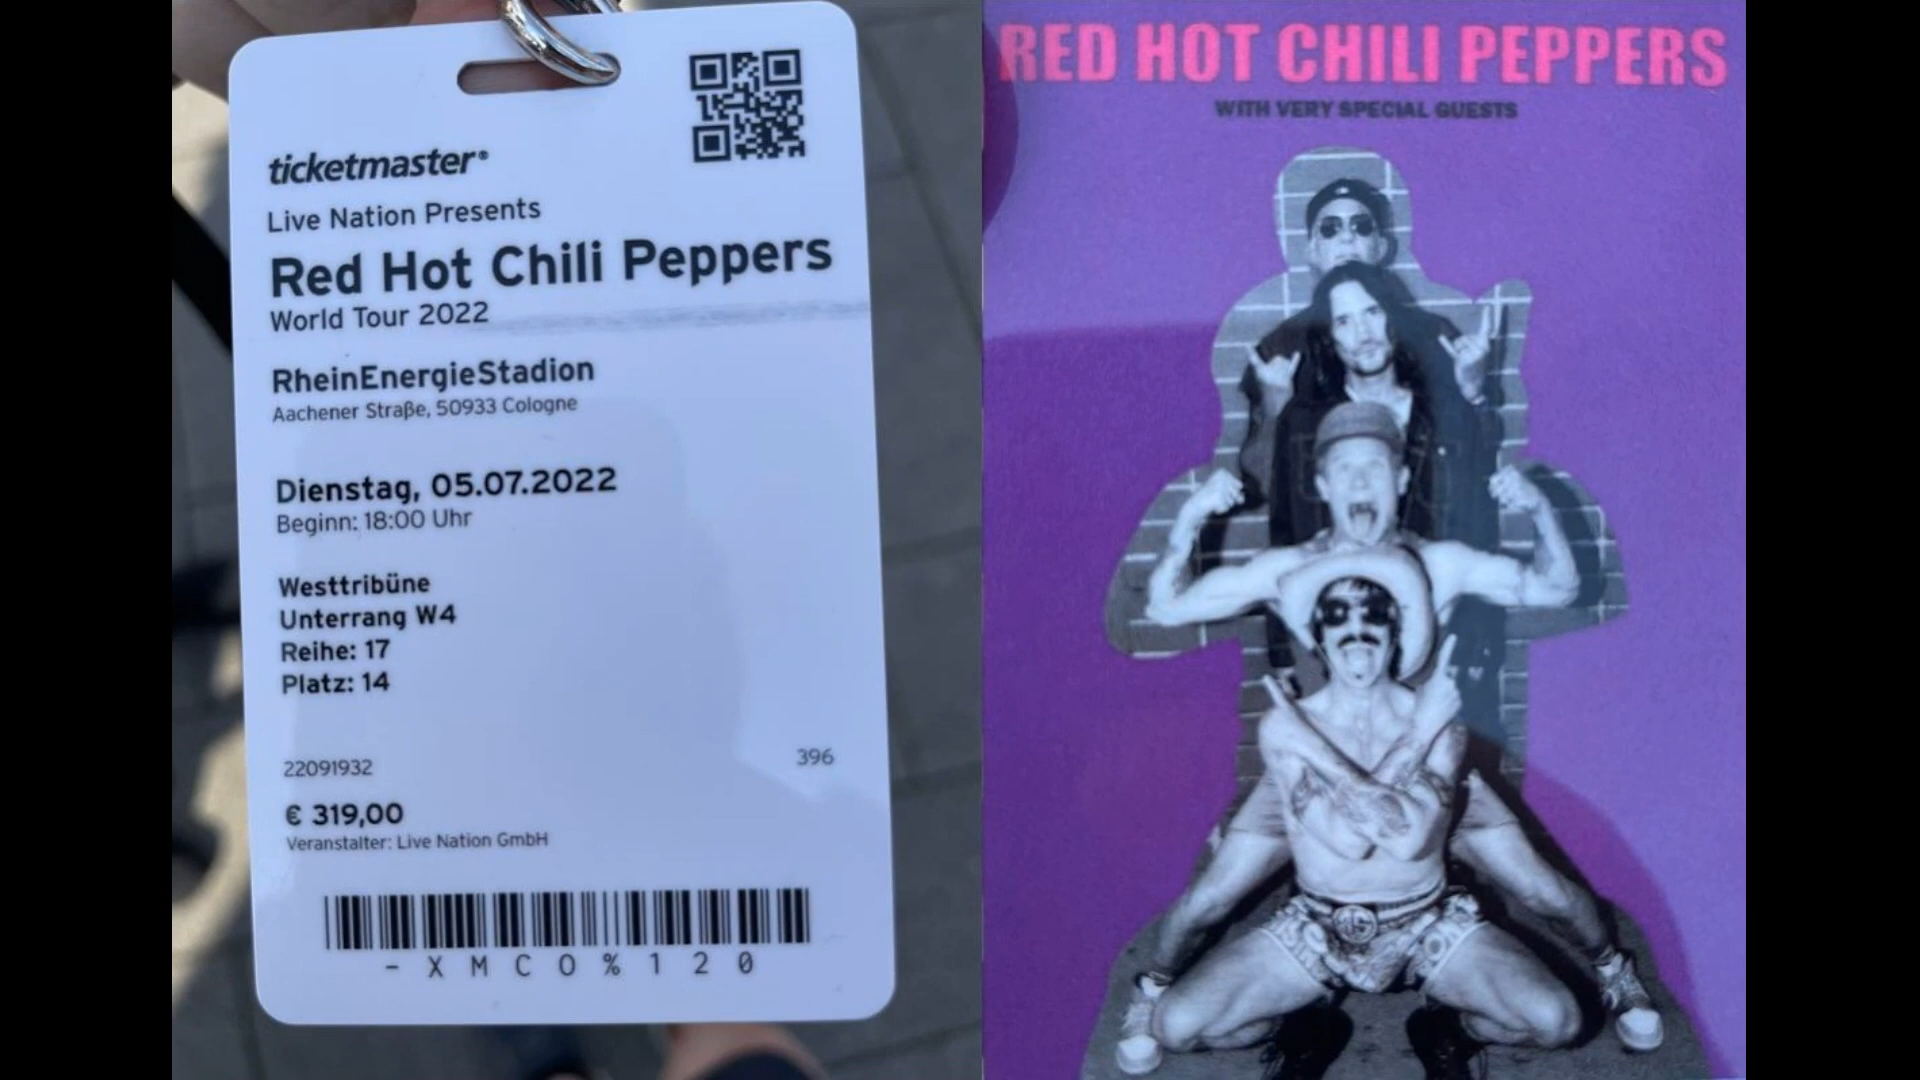 ticketmaster®
Live Nation Presents
Red Hot Chili Peppers
World Tour 2022
RheinEnergieStadion
Aachener Straße, 50933 Cologne
Dienstag, 05.07.2022
Beginn: 18:00 Uhr
Westtribüne
Unterrang W4
Reihe: 17
Platz: 14
22091932
396
€ 319,00
Veranstalter: Live Nation GmbH
- X M C O % 1 2 0
RED HOT CHILI PEPPERS
WITH VERY SPECIAL GUESTS